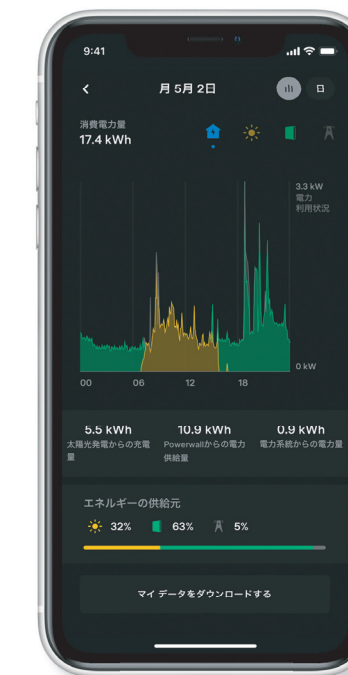 9:41
月 5月 2日
消費電力量
17.4 kWh
3.3 kW
電力
利用状況
0 kW
00 06 12 18
5.5 kWh 10.9 kWh 0.9 kWh
太陽光発電からの充電 Powerwallからの電力 電力系統からの電力量
量 供給量
エネルギーの供給元
32% 63% 5%
マイ データをダウンロードする